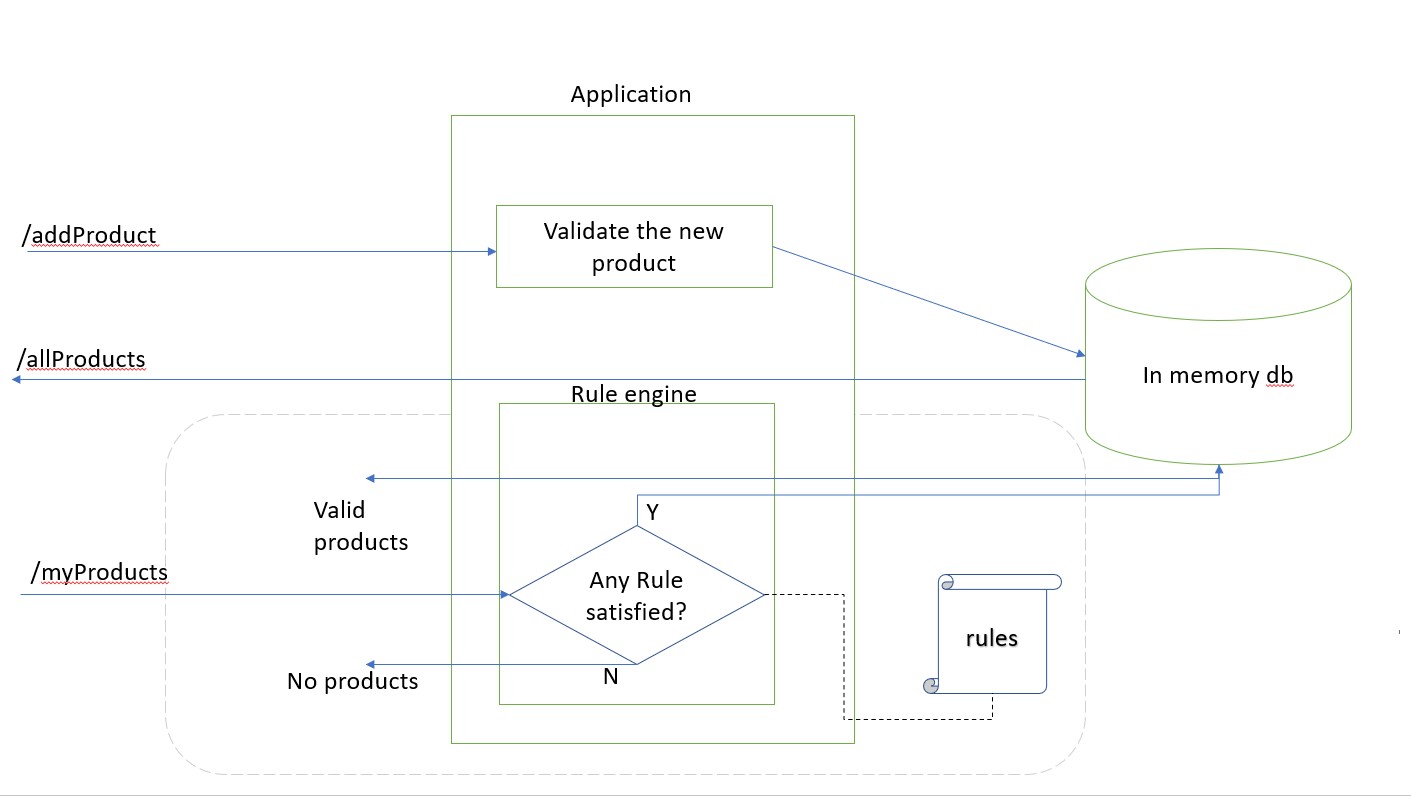 Application
/addProduct
Validate the new
product
/allProducts
In memory db
Rule engine
Valid
products
Y
/myProducts
Any Rule
satisfied?
rules
No products
N